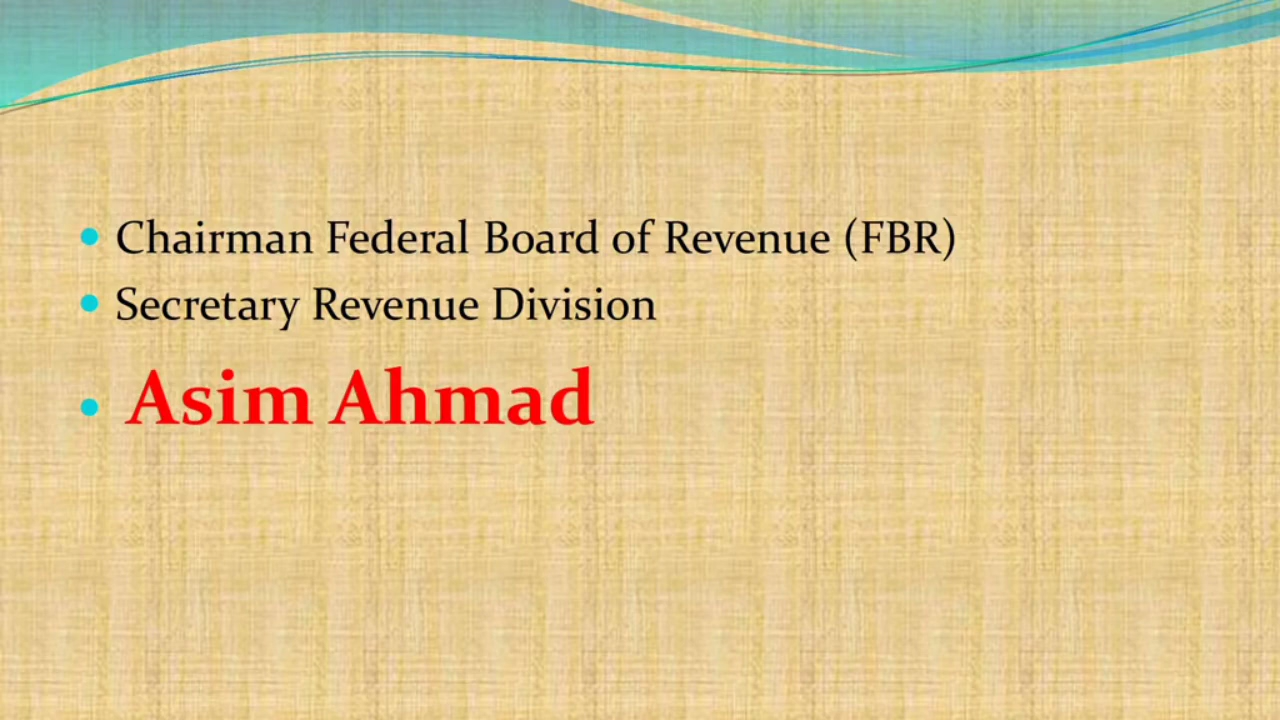 Chairman Federal Board of Revenue (FBR)
Secretary Revenue Division
Asim Ahmad